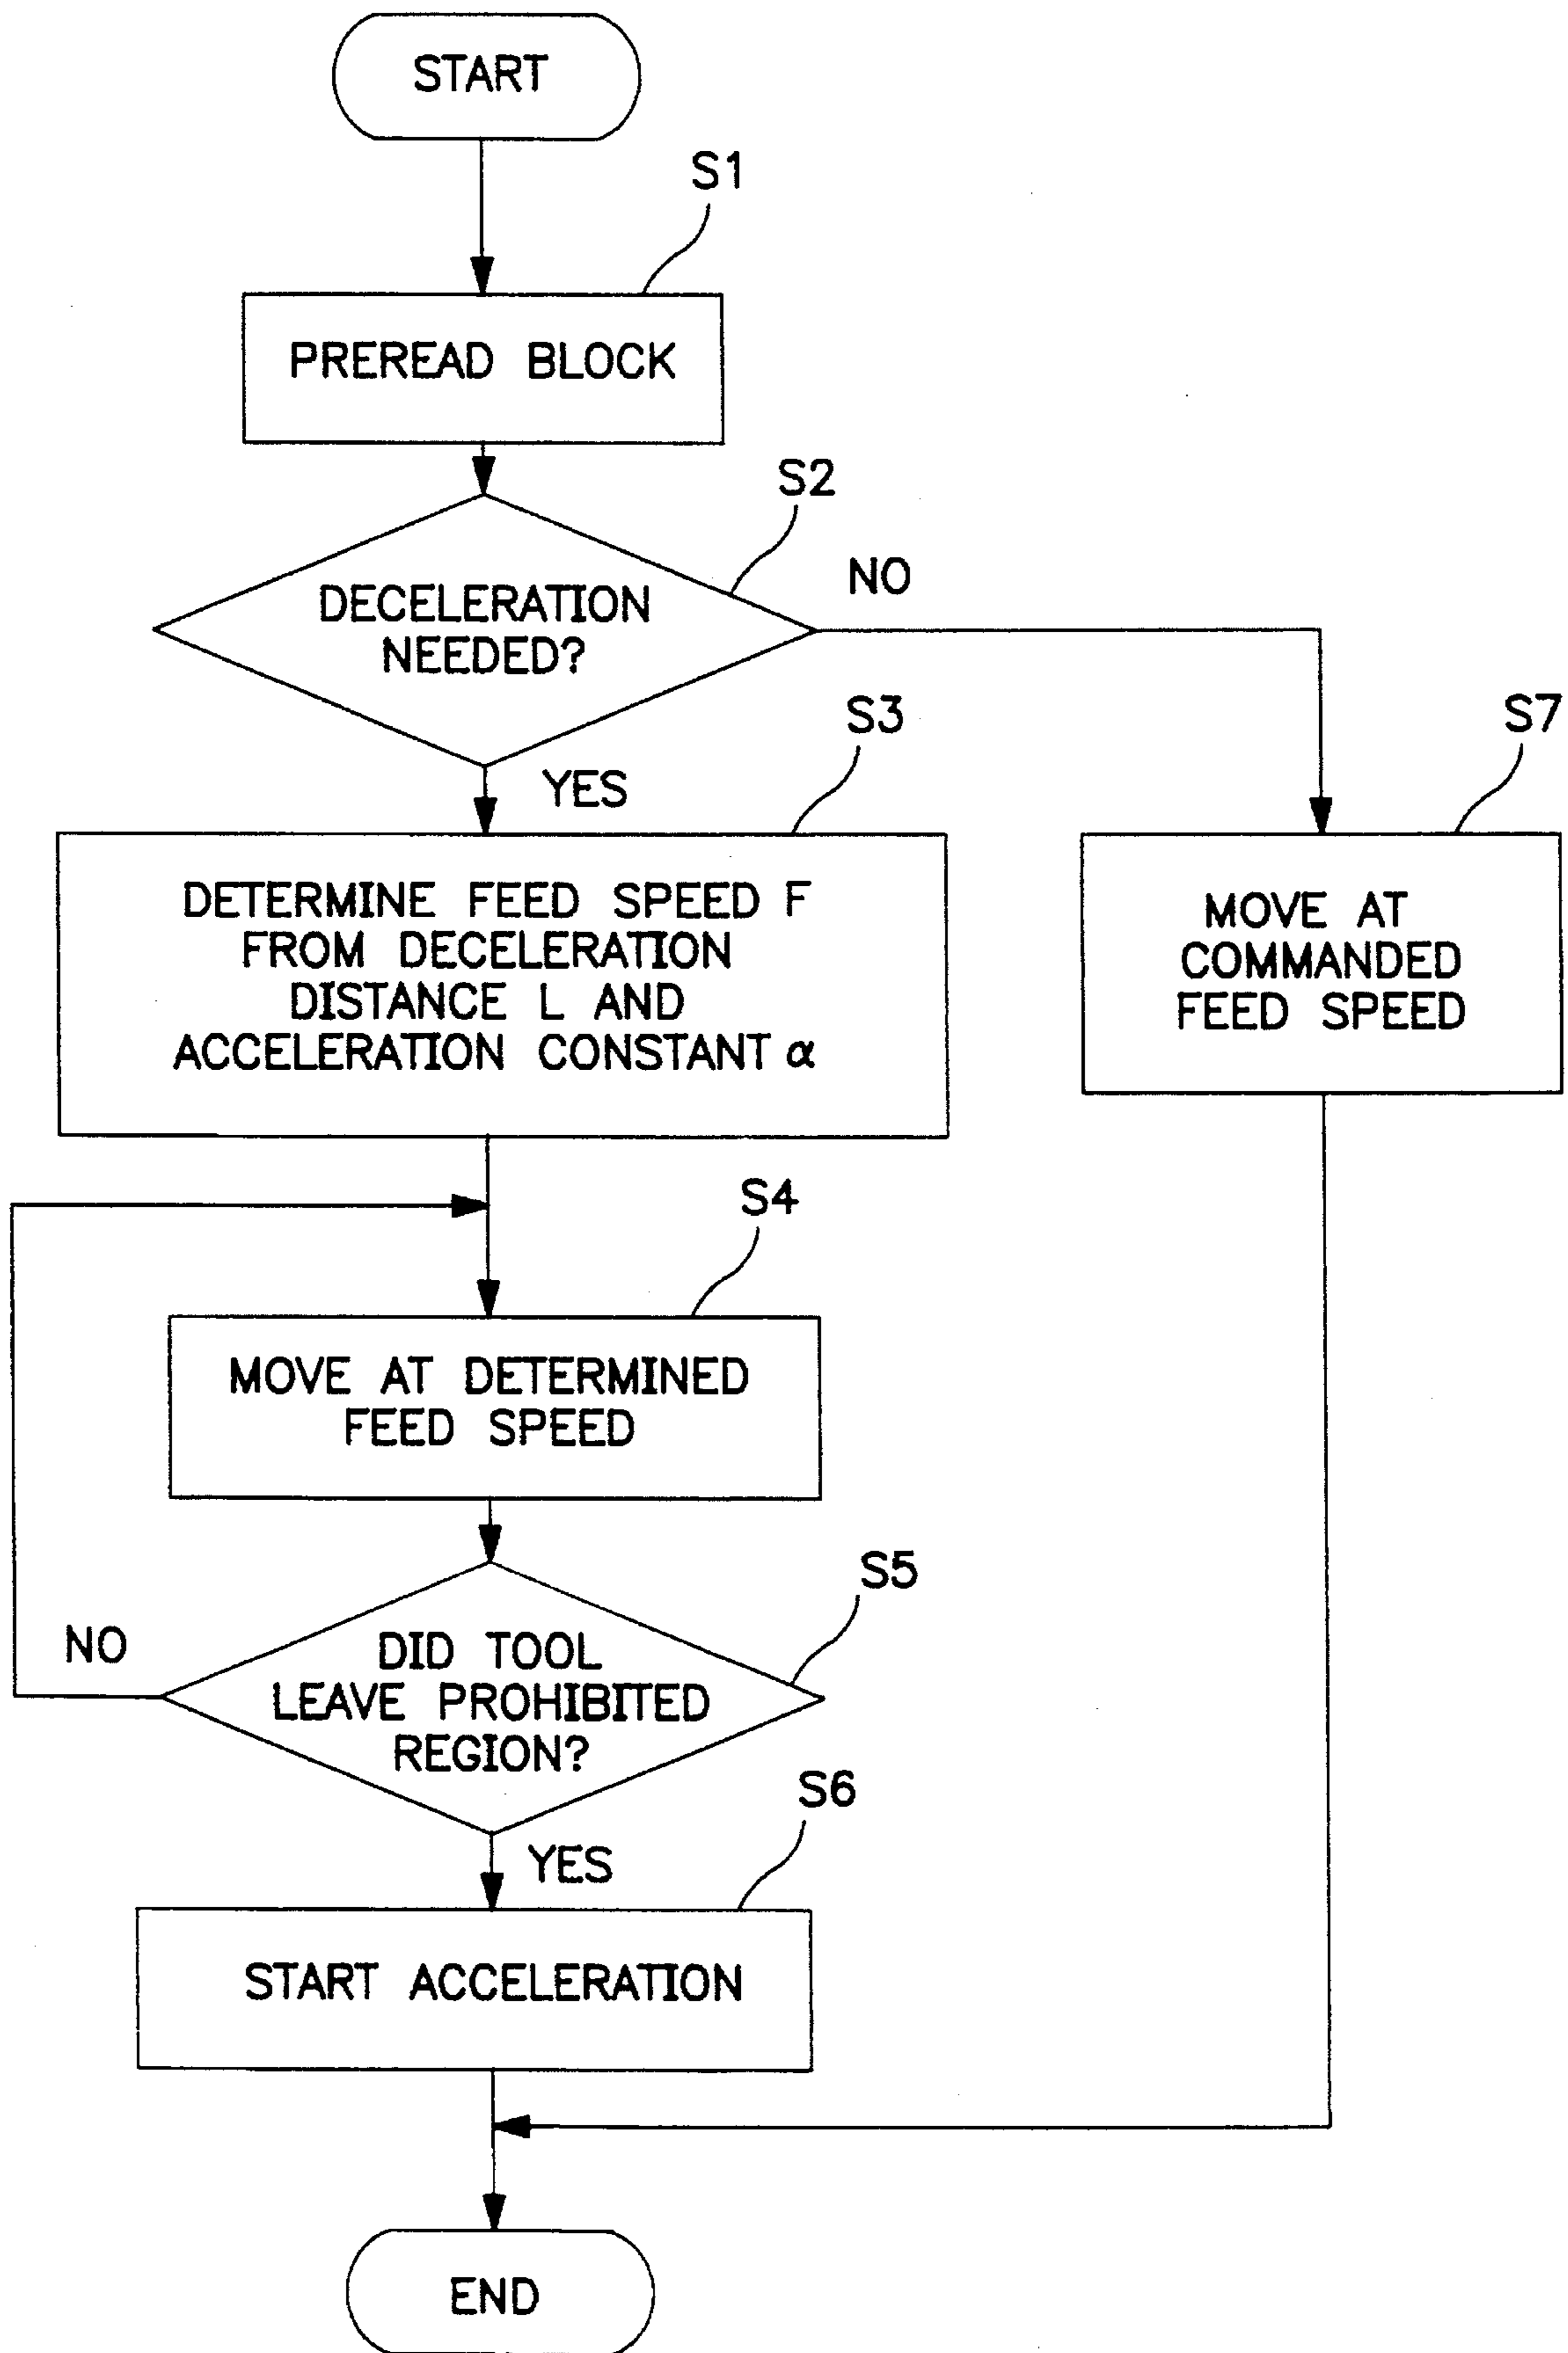 START
S1
PREREAD BLOCK
S2
DECELERATION
NEEDED?
NO
YES
S3
DETERMINE FEED SPEED F
FROM DECELERATION
DISTANCE L AND
ACCELERATION CONSTANT α
S7
MOVE AT
COMMANDED
FEED SPEED
S4
MOVE AT DETERMINED
FEED SPEED
S5
DID TOOL
LEAVE PROHIBITED
REGION?
NO
YES
S6
START ACCELERATION
END